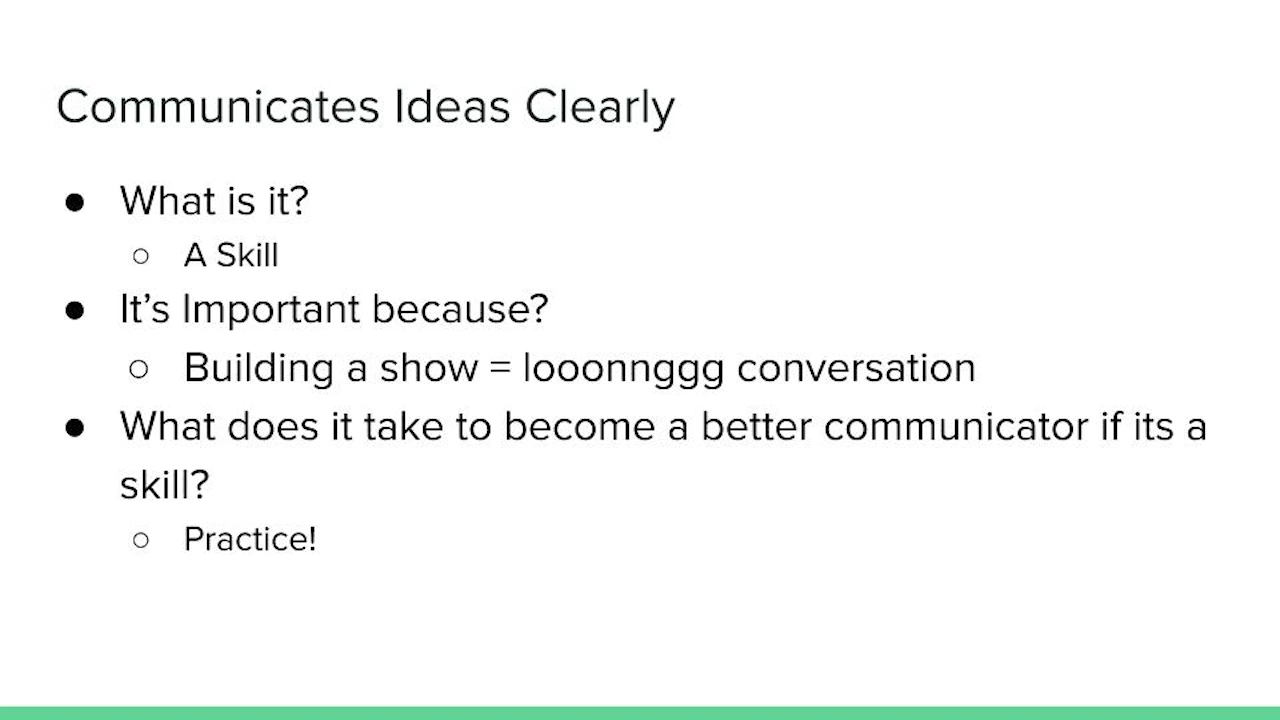 Communicates Ideas Clearly
● What is it?
○ A Skill
● It’s Important because?
○ Building a show = looonnggg conversation
● What does it take to become a better communicator if its a
skill?
○ Practice!